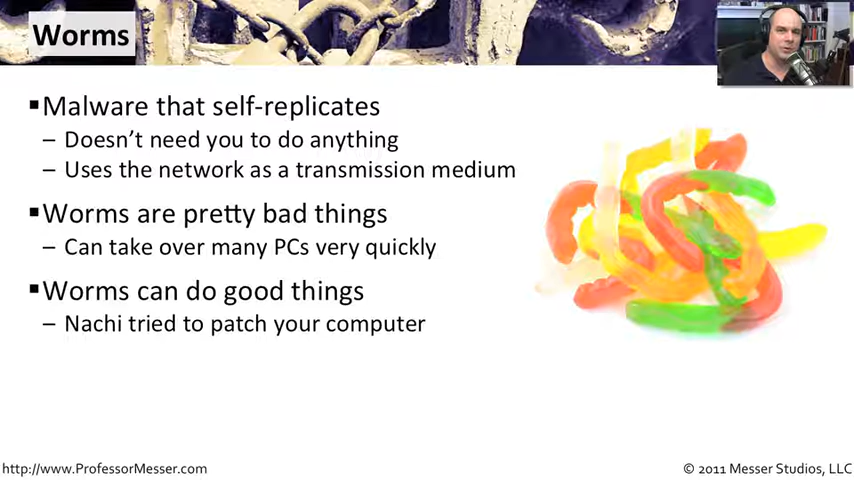 Worms
▪Malware that self-replicates
– Doesn't need you to do anything
– Uses the network as a transmission medium
▪Worms are pretty bad things
– Can take over many PCs very quickly
▪Worms can do good things
– Nachi tried to patch your computer
http://www.ProfessorMesser.com
© 2011 Messer Studios, LLC